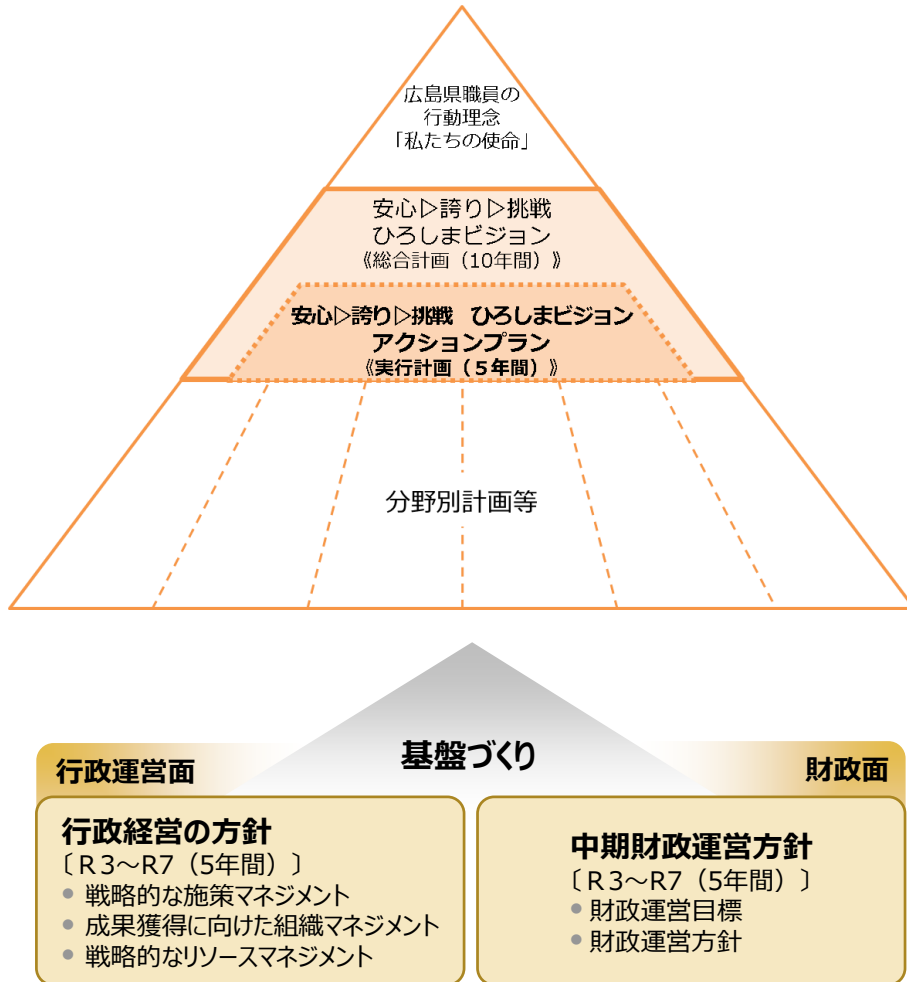 広島県職員の
行動理念
「私たちの使命」
安心▷誇り▷挑戦
ひろしまビジョン
《総合計画（10年間）》
安心▷誇り▷挑戦 ひろしまビジョン
アクションプラン
《実行計画（５年間）》
分野別計画等
基盤づくり
行政運営面
財政面
行政経営の方針
〔Ｒ３～Ｒ７（５年間）〕
● 戦略的な施策マネジメント
● 成果獲得に向けた組織マネジメント
● 戦略的なリソースマネジメント
中期財政運営方針
〔Ｒ３～Ｒ７（５年間）〕
● 財政運営目標
● 財政運営方針